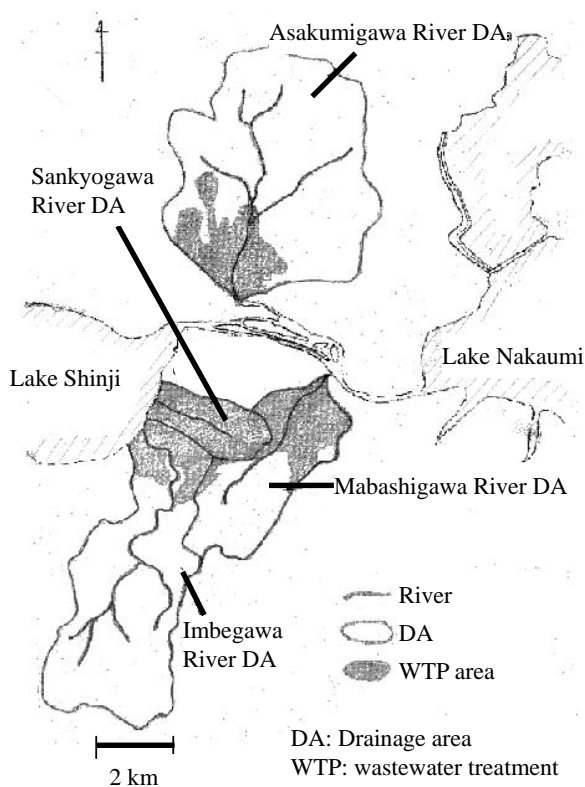 Asakumigawa River DA
Sankyogawa
River DA
Lake Nakaumi
Lake Shinji
Mabashigawa River DA
Imbegawa
River DA
River
DA
WTP area
DA: Drainage area
WTP: wastewater treatment
2 km